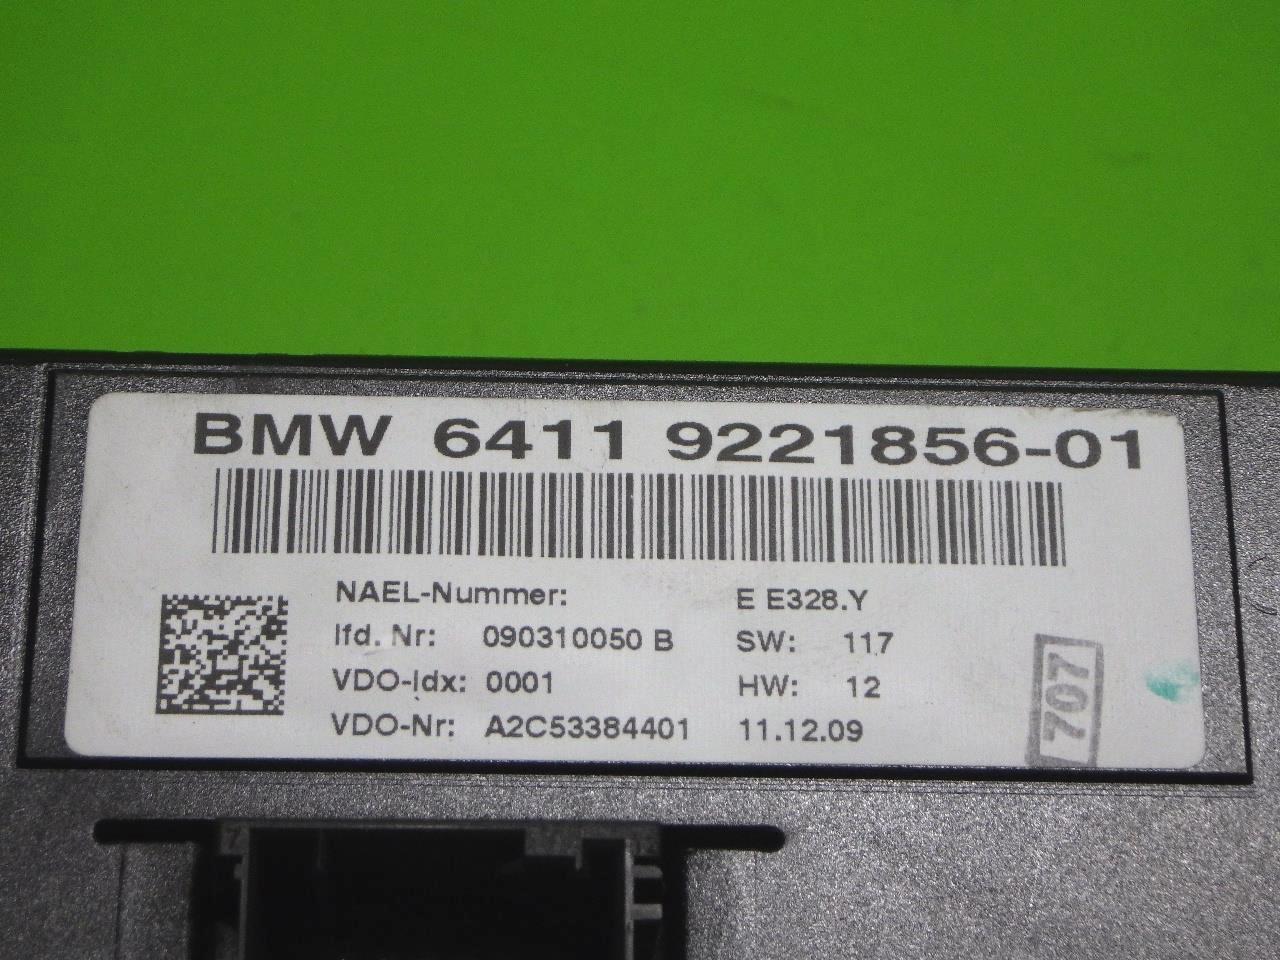 BMW 6411 9221856-01
NAEL-Nummer: E E328.Y
lfd. Nr: 090310050 B SW: 117
VDO-Idx: 0001 HW: 12
VDO-Nr: A2C53384401 11.12.09
707